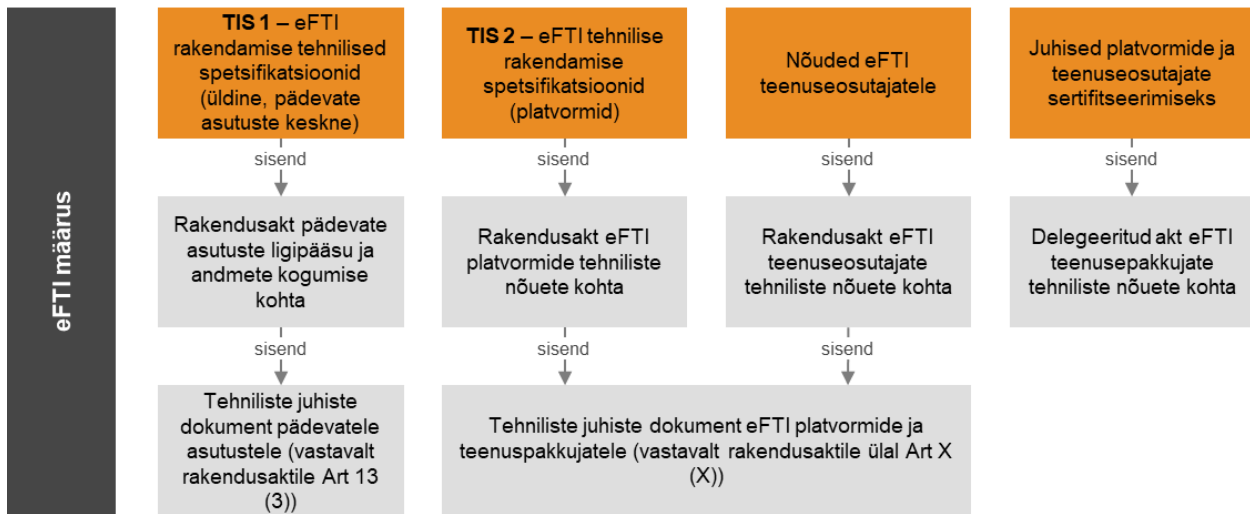 eFTI määrus
TIS 1 – eFTI
rakendamise tehnilised
spetsifikatsioonid
(üldine, pädevate
asutuste keskne)
TIS 2 – eFTI tehnilise
rakendamise
spetsifikatsioonid
(platvormid)
Nõuded eFTI
teenuseosutajatele
Juhised platvormide ja
teenuseosutajate
sertifitseerimiseks
sisend
sisend
sisend
sisend
Rakendusakt pädevate
asutuste ligipääsu ja
andmete kogumise
kohta
Rakendusakt eFTI
platvormide tehniliste
nõuete kohta
Rakendusakt eFTI
teenuseosutajate
tehniliste nõuete kohta
Delegeeritud akt eFTI
teenusepakkujate
tehniliste nõuete kohta
sisend
sisend
sisend
Tehniliste juhiste
dokument pädevatele
asutustele (vastavalt
rakendusaktile Art 13
(3))
Tehniliste juhiste dokument eFTI platvormide ja
teenuspakkujatele (vastavalt rakendusaktile ülal Art X
(X))